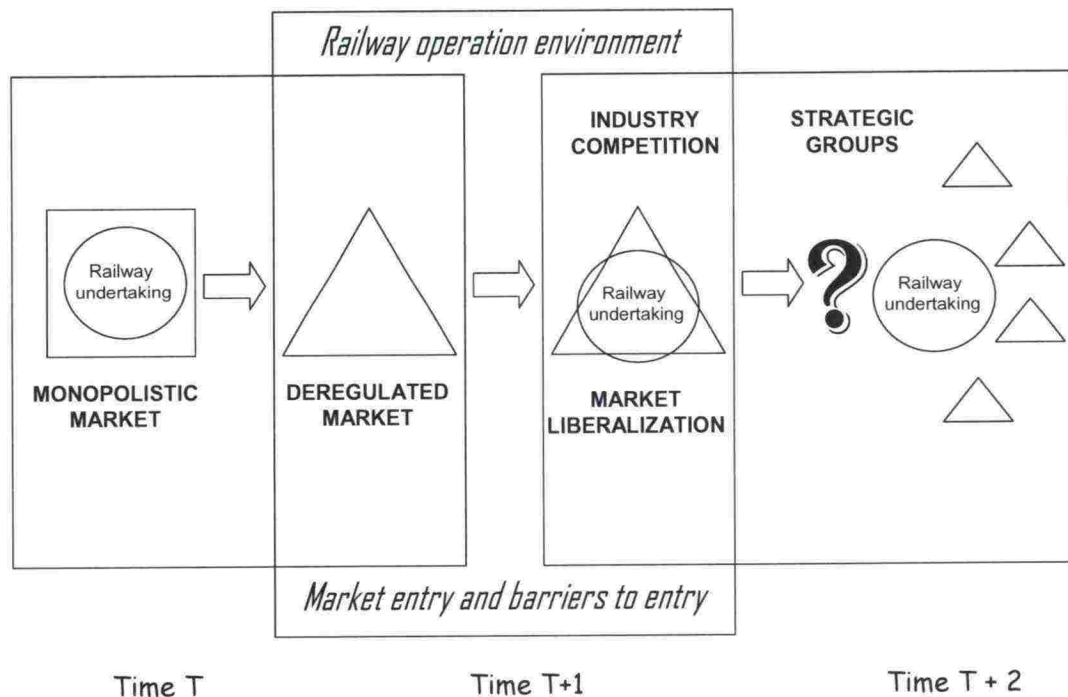 Railway operation environment
INDUSTRY
COMPETITION
STRATEGIC
GROUPS
Railway
undertaking
Railway
undertaking
?
Railway
undertaking
MONOPOLISTIC
MARKET
DEREGULATED
MARKET
MARKET
LIBERALIZATION
Market entry and barriers to entry
Time T
Time T+1
Time T + 2